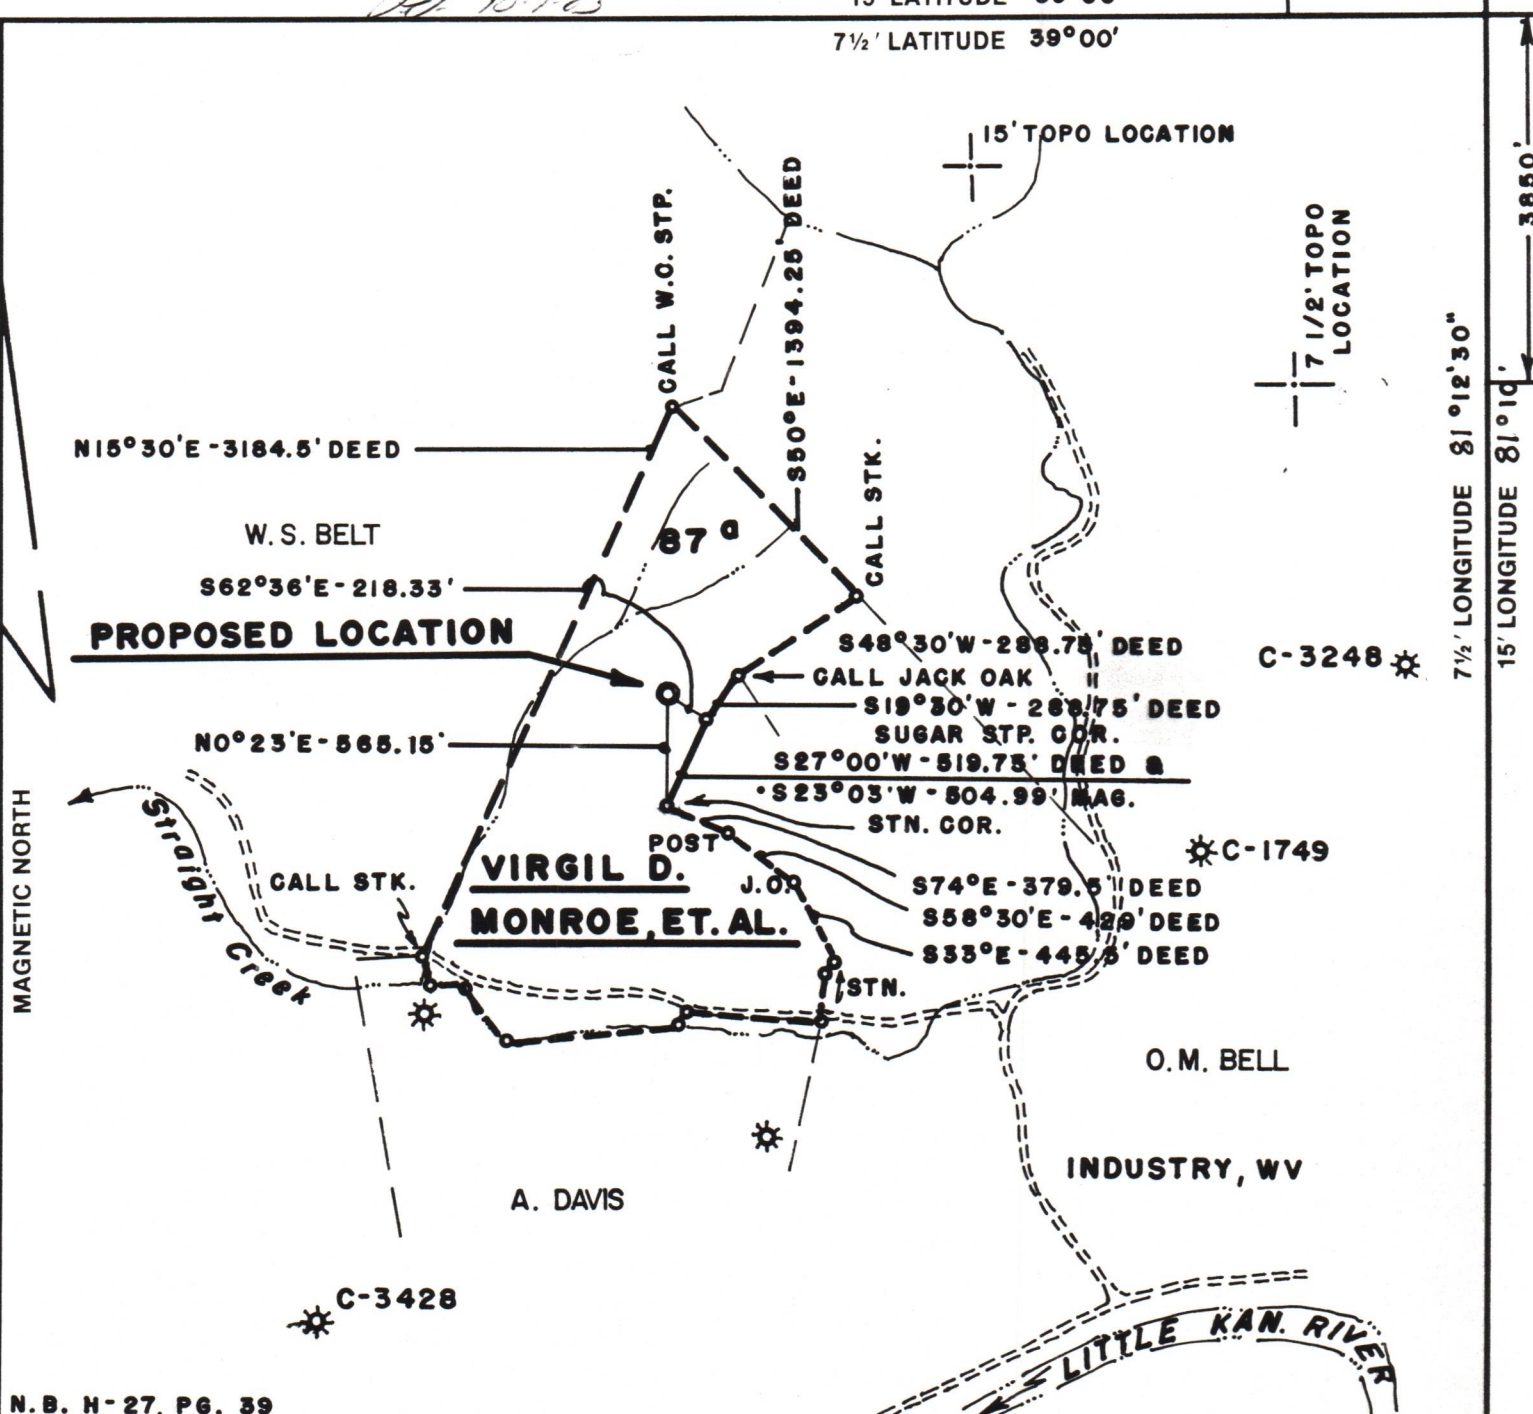 7½' LATITUDE 39°00'
15' TOPO LOCATION
7 1/2' TOPO
LOCATION
3850'
CALL W.O. STP.
S50°E-1394.25' DEED
N15°30'E-3184.5' DEED
CALL STK.
W. S. BELT
87 a
S62°36'E-218.33'
PROPOSED LOCATION
S48°30'W-288.75' DEED
CALL JACK OAK
S19°30'W-288.75' DEED
SUGAR STP. COR.
S27°00'W-519.75' DEED &
S23°03'W-504.99' MAG.
STN. COR.
N0°23'E-565.15'
C-3248
7½' LONGITUDE 81°12'30"
15' LONGITUDE 81°10'
MAGNETIC NORTH
Straight Creek
POST
CALL STK.
VIRGIL D.
MONROE, ET. AL.
J.O.
C-1749
S74°E-379.5' DEED
S58°30'E-429' DEED
S33°E-445.5' DEED
STN.
O. M. BELL
INDUSTRY, WV
A. DAVIS
C-3428
LITTLE KAN. RIVER
N.B. H-27, PG. 39